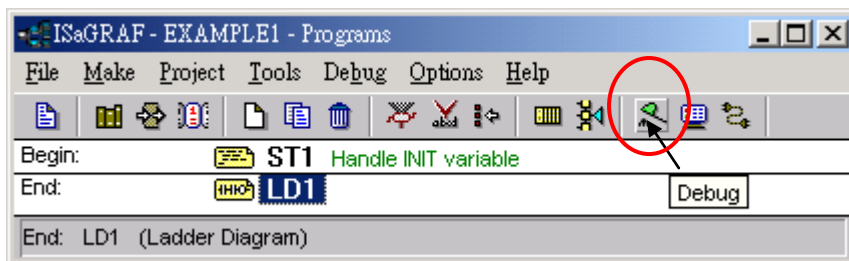 ISaGRAF - EXAMPLE1 - Programs
File Make Project Tools Debug Options Help
Begin: ST1 Handle INIT variable
End: LD1
Debug
End: LD1 (Ladder Diagram)